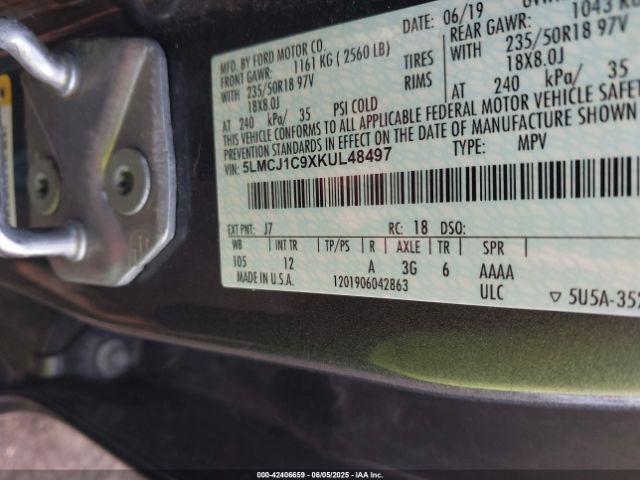 MFD. BY FORD MOTOR CO.
DATE: 06/19
FRONT GAWR: 1161 KG ( 2560 LB)
REAR GAWR: 1043 KG
WITH 235/50R18 97V TIRES WITH 235/50R18 97V
18X8.0J RIMS 18X8.0J
AT 240 kPa/ 35 PSI COLD AT 240 kPa/ 35
THIS VEHICLE CONFORMS TO ALL APPLICABLE FEDERAL MOTOR VEHICLE
PREVENTION STANDARDS IN EFFECT ON THE DATE OF MANUFACTURE SHOWN
VIN: 5LMCJ1C9XKUL48497
TYPE: MPV
EXT PNT: J7 RC: 18 DSO:
WB INT TR TP/PS R AXLE TR SPR
105 12 A 3G 6 AAAA
MADE IN U.S.A. 1201906042863 ULC
▽ 5U5A-352
000-42406659 - 06/05/2025 - IAAI.com